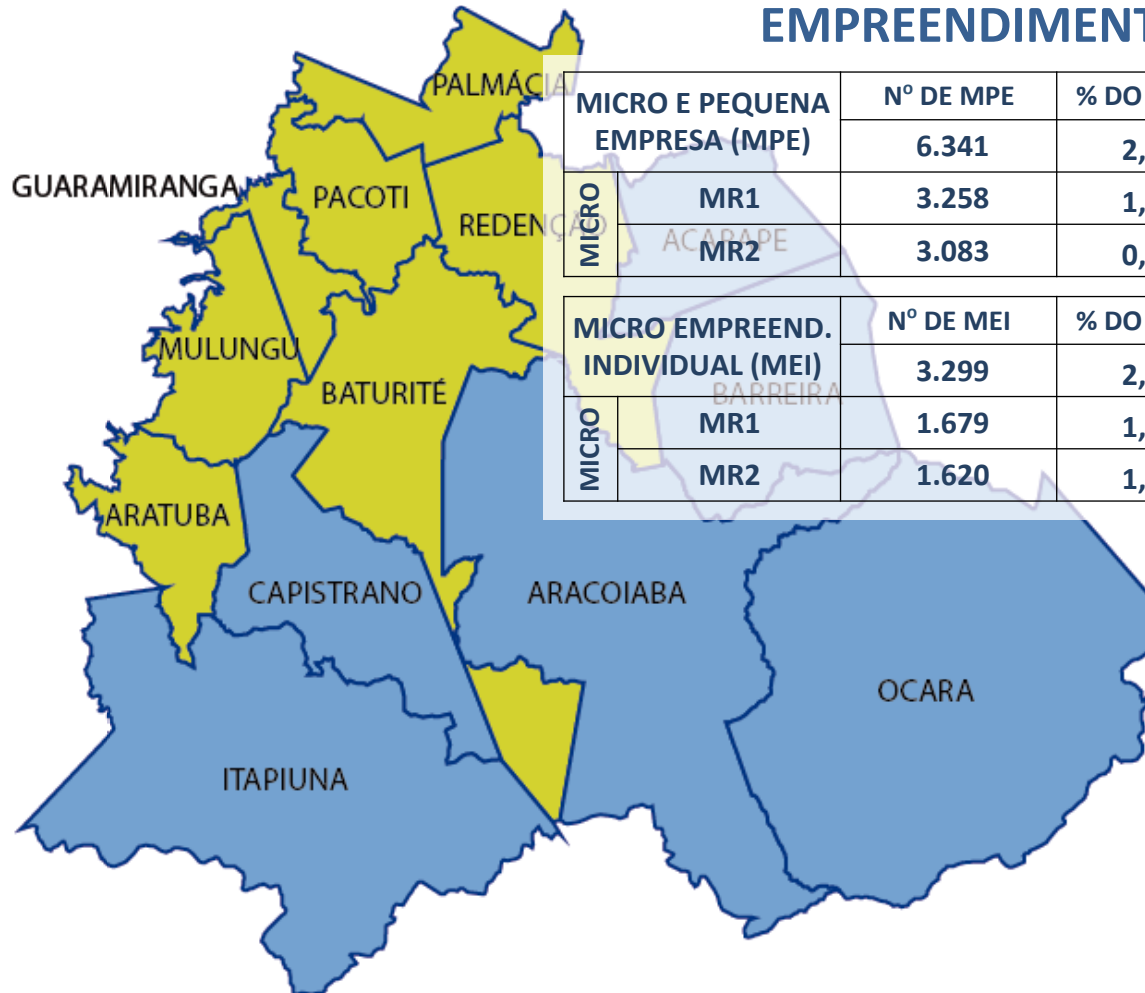 EMPREENDIMENT
PALMÁCIA
GUARAMIRANGA
PACOTI
REDENÇÃO
ACARAPE
MULUNGU
BATURITÉ
BARREIRA
ARATUBA
CAPISTRANO
ARACOIABA
OCARA
ITAPIUNA
MICRO E PEQUENA EMPRESA (MPE)
Nº DE MPE
% DO
6.341
2,
MICRO
MR1
3.258
1,
MR2
3.083
0,
MICRO EMPREEND. INDIVIDUAL (MEI)
Nº DE MEI
% DO
3.299
2,
MICRO
MR1
1.679
1,
MR2
1.620
1,